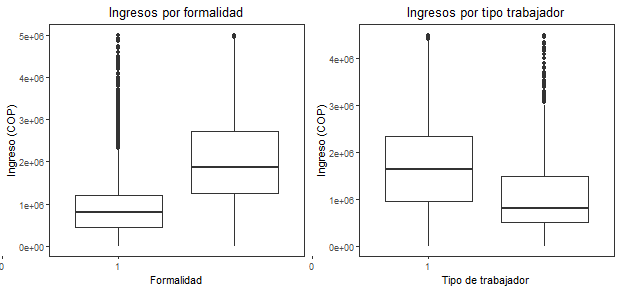 Ingresos por formalidad
Ingreso (COP)
5e+06
4e+06
3e+06
2e+06
1e+06
0e+00
0
1
Formalidad
Ingresos por tipo trabajador
Ingreso (COP)
4e+06
3e+06
2e+06
1e+06
0e+00
0
1
Tipo de trabajador